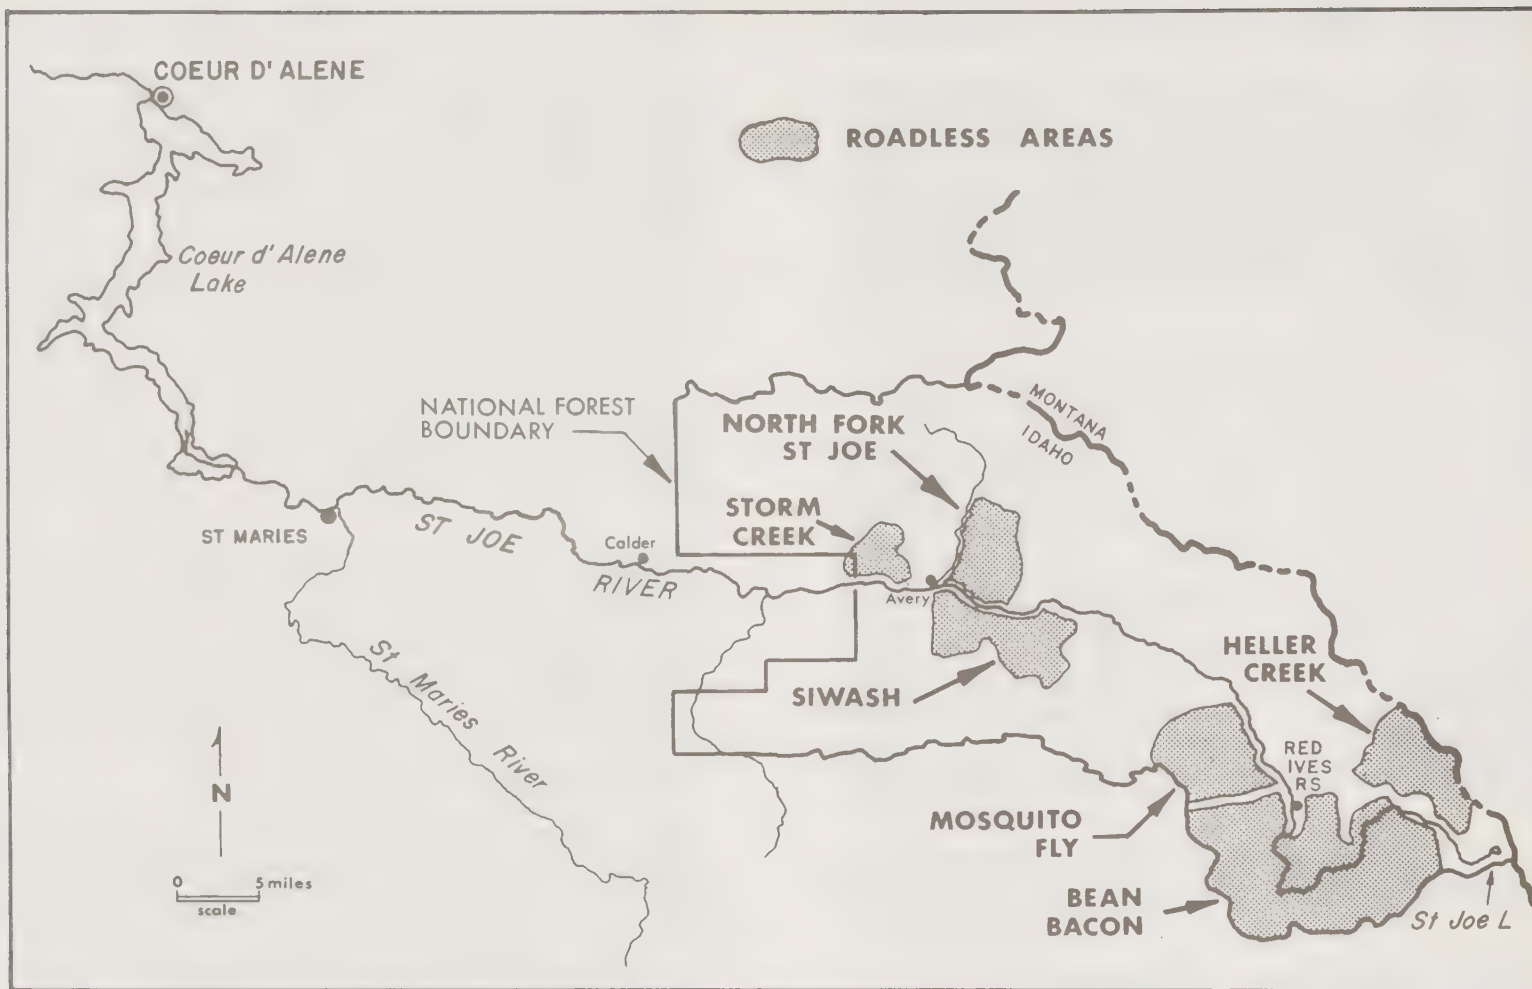 COEUR D' ALENE
ROADLESS AREAS
Coeur d' Alene
Lake
NATIONAL FOREST
BOUNDARY
MONTANA
IDAHO
NORTH FORK
ST JOE
STORM
CREEK
ST MARIES
ST JOE
RIVER
Calder
Avery
St Maries River
SIWASH
HELLER
CREEK
RED
IVES
RS
MOSQUITO
FLY
BEAN
BACON
St Joe L
N
0 5 miles
scale